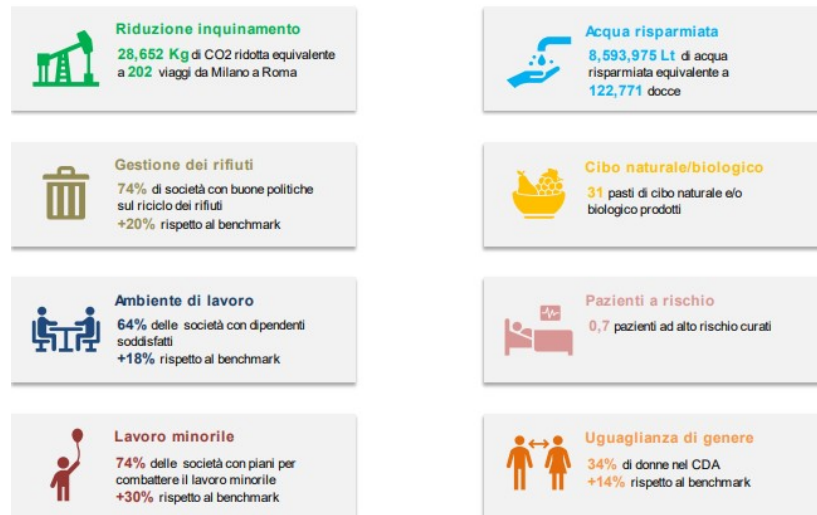 Riduzione inquinamento
28,652 Kg di CO2 ridotta equivalente
a 202 viaggi da Milano a Roma
Acqua risparmiata
8,593,975 Lt di acqua
risparmiata equivalente a
122,771 docce
Gestione dei rifiuti
74% di società con buone politiche
sul riciclo dei rifiuti
+20% rispetto al benchmark
Cibo naturale/biologico
31 pasti di cibo naturale e/o
biologico prodotti
Ambiente di lavoro
64% delle società con dipendenti
soddisfatti
+18% rispetto al benchmark
Pazienti a rischio
0,7 pazienti ad alto rischio curati
Lavoro minorile
74% delle società con piani per
combattere il lavoro minorile
+30% rispetto al benchmark
Uguaglianza di genere
34% di donne nel CDA
+14% rispetto al benchmark